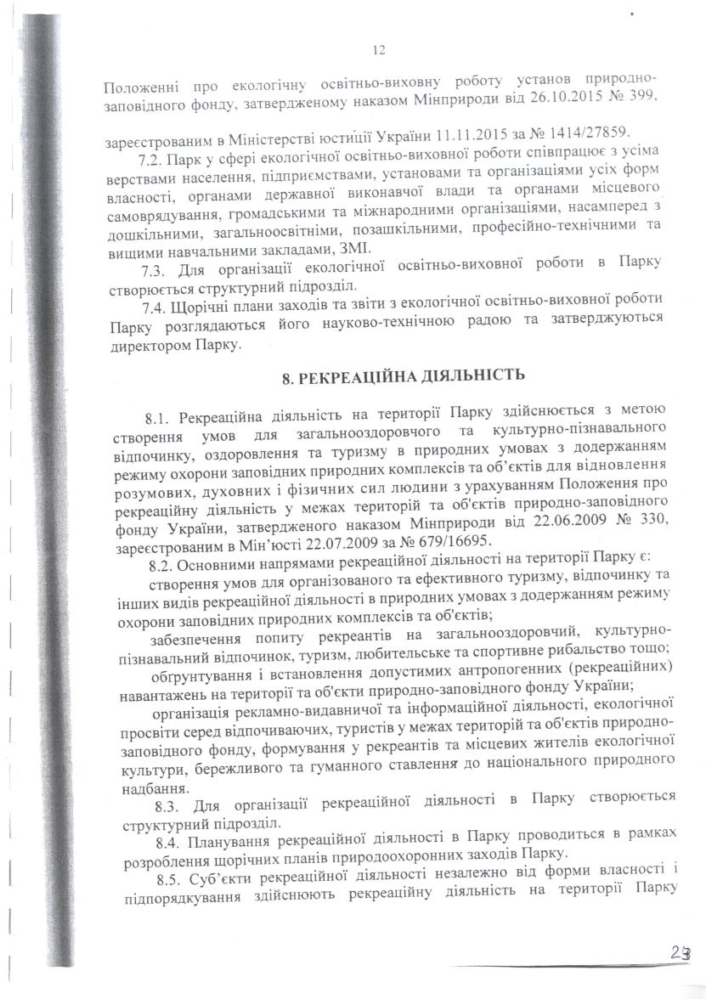 12
Положенні про екологічну освітньо-виховну роботу установ природно-
заповідного фонду, затвердженому наказом Мінприроди від 26.10.2015 № 399,
зареєстрованим в Міністерстві юстиції України 11.11.2015 за № 1414/27859.
7.2. Парк у сфері екологічної освітньо-виховної роботи співпрацює з усіма
верствами населення, підприємствами, установами та організаціями усіх форм
власності, органами державної виконавчої влади та органами місцевого
самоврядування, громадськими та міжнародними організаціями, насамперед з
дошкільними, загальноосвітніми, позашкільними, професійно-технічними та
вищими навчальними закладами, ЗМІ.
7.3. Для організації екологічної освітньо-виховної роботи в Парку
створюється структурний підрозділ.
7.4. Щорічні плани заходів та звіти з екологічної освітньо-виховної роботи
Парку розглядаються його науково-технічною радою та затверджуються
директором Парку.
8. РЕКРЕАЦІЙНА ДІЯЛЬНІСТЬ
8.1. Рекреаційна діяльність на території Парку здійснюється з метою
створення умов для загальнооздоровчого та культурно-пізнавального
відпочинку, оздоровлення та туризму в природних умовах з додержанням
режиму охорони заповідних природних комплексів та об’єктів для відновлення
розумових, духовних і фізичних сил людини з урахуванням Положення про
рекреаційну діяльність у межах територій та об'єктів природно-заповідного
фонду України, затвердженого наказом Мінприроди від 22.06.2009 № 330,
зареєстрованим в Мін’юсті 22.07.2009 за № 679/16695.
8.2. Основними напрямами рекреаційної діяльності на території Парку є:
створення умов для організованого та ефективного туризму, відпочинку та
інших видів рекреаційної діяльності в природних умовах з додержанням режиму
охорони заповідних природних комплексів та об'єктів;
забезпечення попиту рекреантів на загальнооздоровчий, культурно-
пізнавальний відпочинок, туризм, любительське та спортивне рибальство тощо;
обґрунтування і встановлення допустимих антропогенних (рекреаційних)
навантажень на території та об'єкти природно-заповідного фонду України;
організація рекламно-видавничої та інформаційної діяльності, екологічної
просвіти серед відпочиваючих, туристів у межах територій та об'єктів природно-
заповідного фонду, формування у рекреантів та місцевих жителів екологічної
культури, бережливого та гуманного ставлення до національного природного
надбання.
8.3. Для організації рекреаційної діяльності в Парку створюється
структурний підрозділ.
8.4. Планування рекреаційної діяльності в Парку проводиться в рамках
розроблення щорічних планів природоохоронних заходів Парку.
8.5. Суб’єкти рекреаційної діяльності незалежно від форми власності і
підпорядкування здійснюють рекреаційну діяльність на території Парку